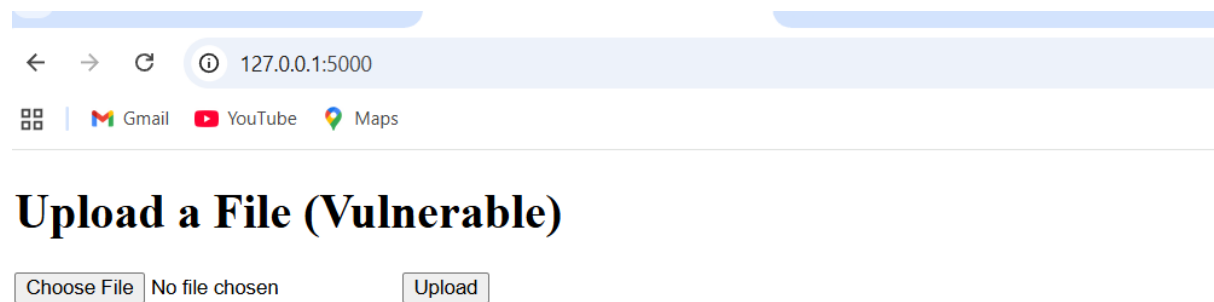 127.0.0.1:5000
Gmail YouTube Maps
Upload a File (Vulnerable)
Choose File No file chosen Upload